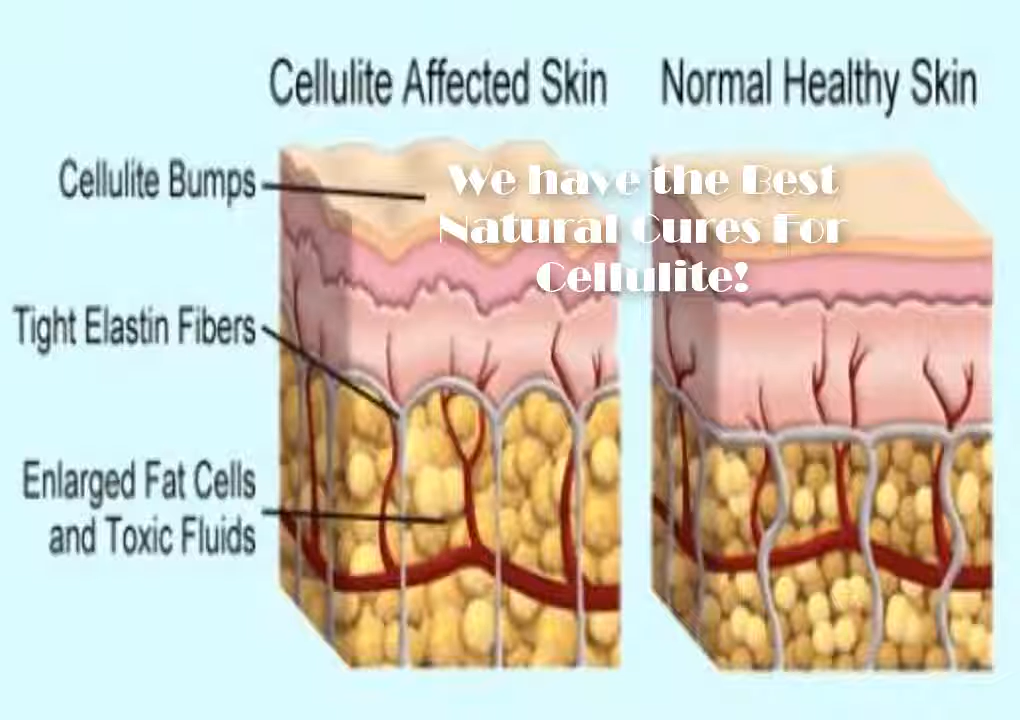 Cellulite Affected Skin
Normal Healthy Skin
Cellulite Bumps
We have the Best
Natural Cures For
Cellulite!
Tight Elastin Fibers
Enlarged Fat Cells
and Toxic Fluids